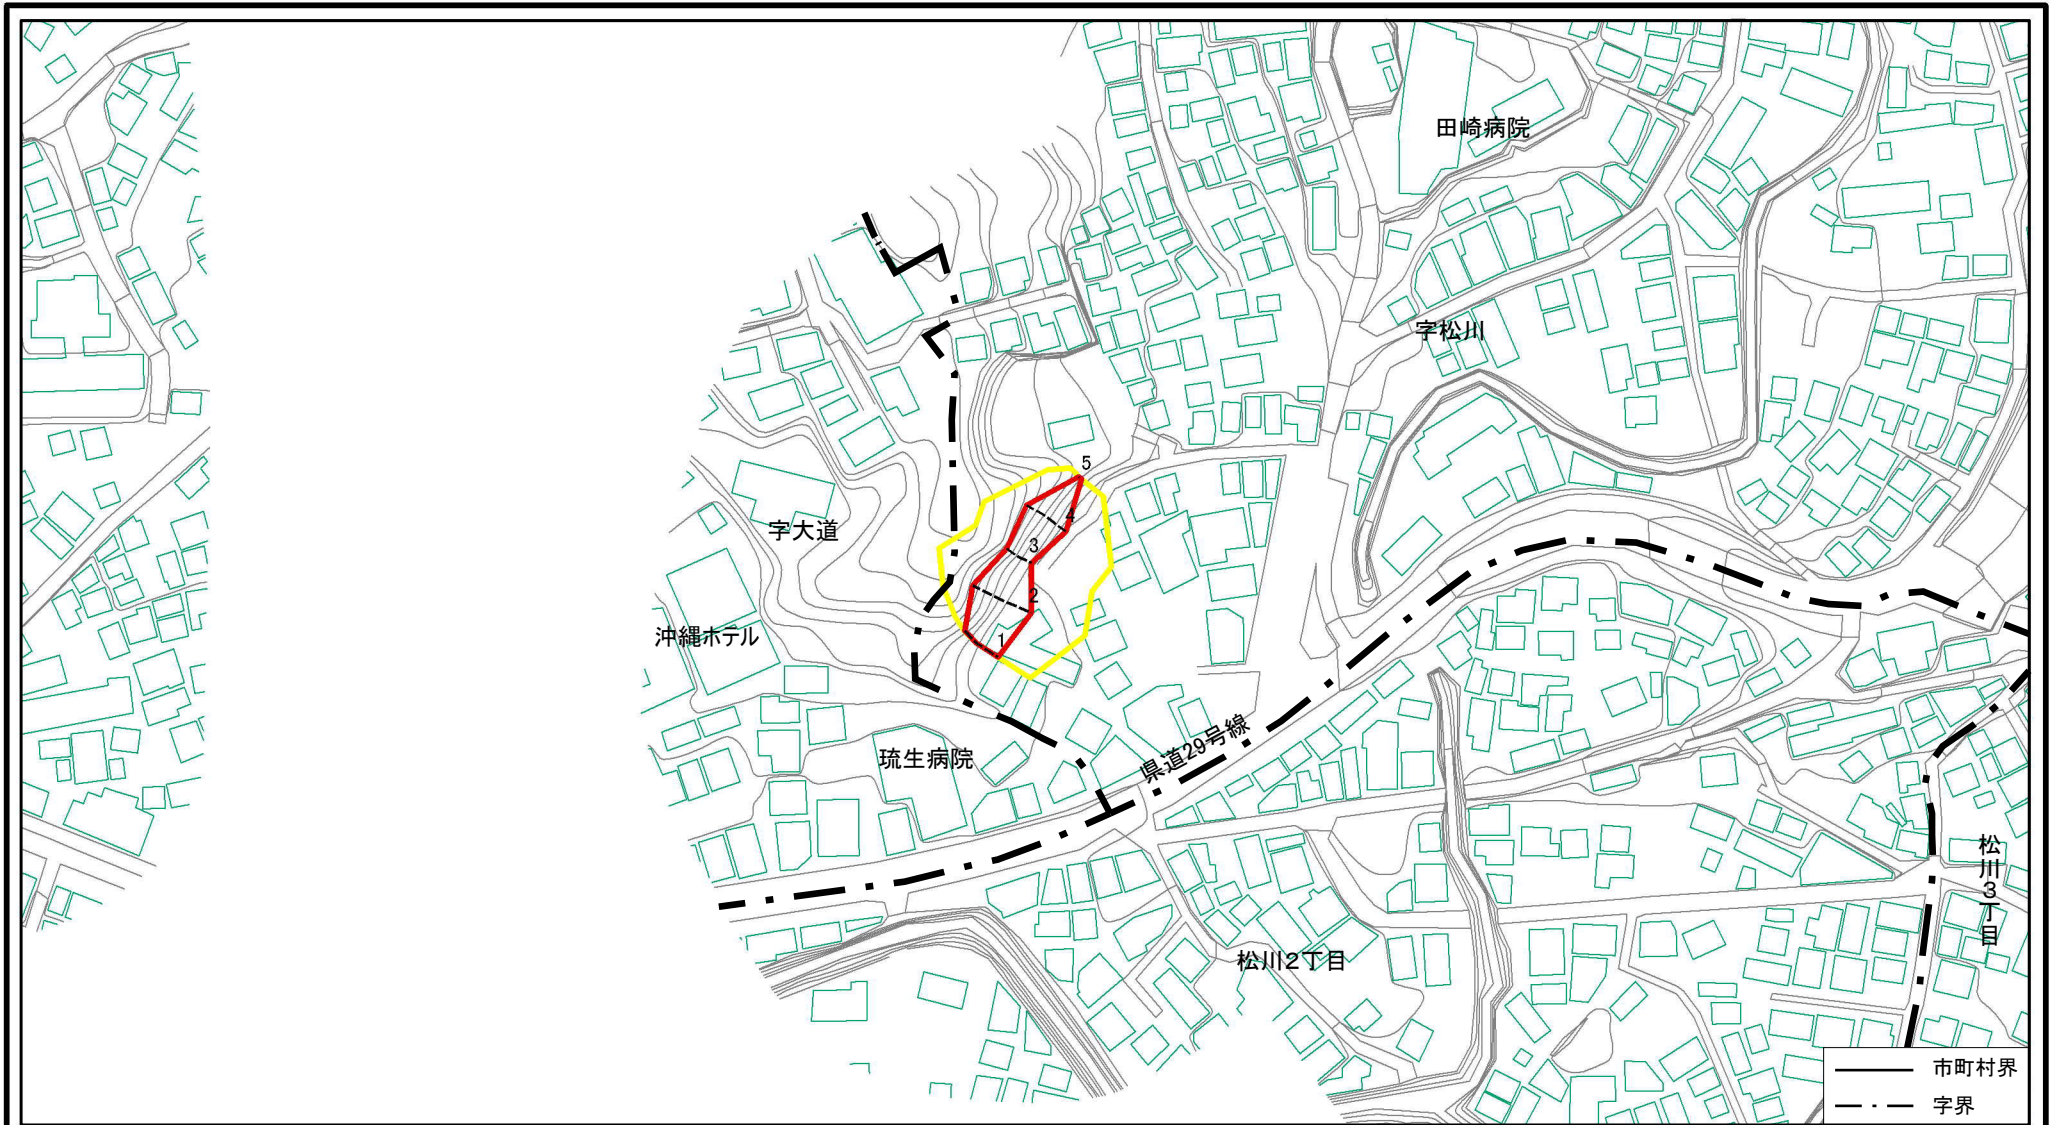 田崎病院
字松川
5
4
字大道
3
2
沖縄ホテル
1
県道29号線
琉生病院
松川3丁目
松川2丁目
市町村界
字界